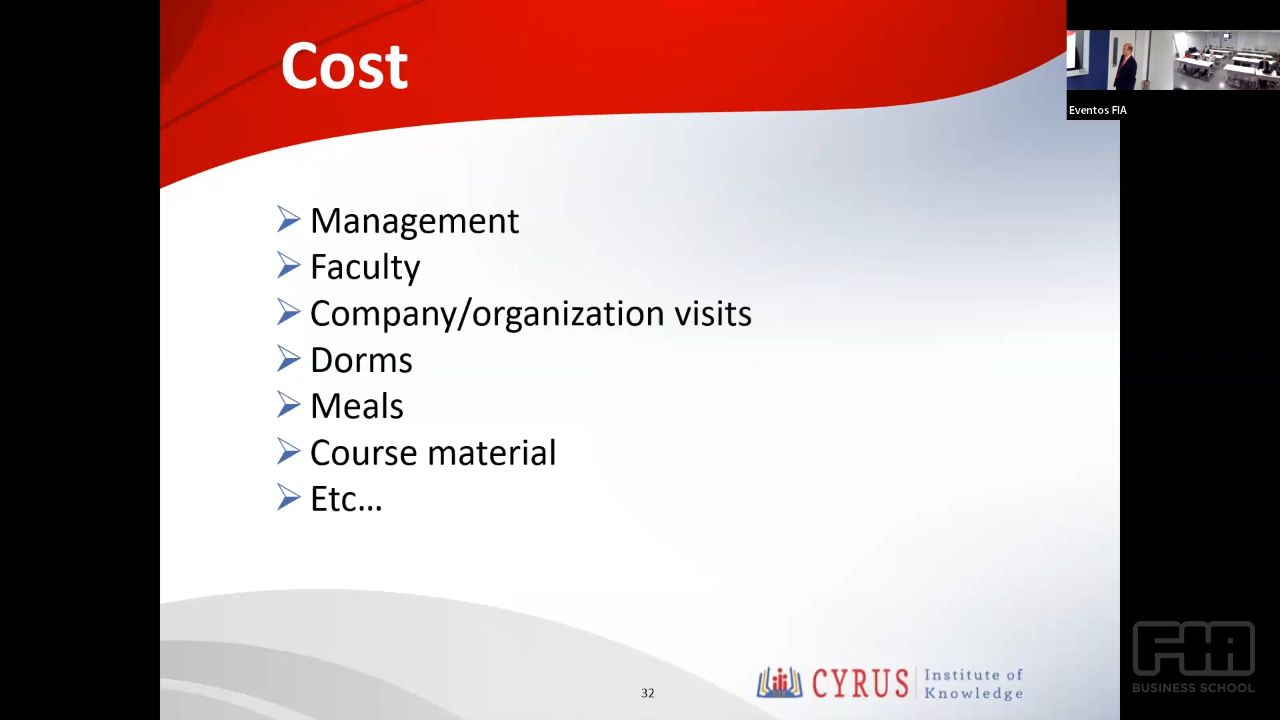 Cost
Eventos FIA
Management
Faculty
Company/organization visits
Dorms
Meals
Course material
Etc...
32
CYRUS
Institute of
Knowledge
FIA
BUSINESS SCHOOL